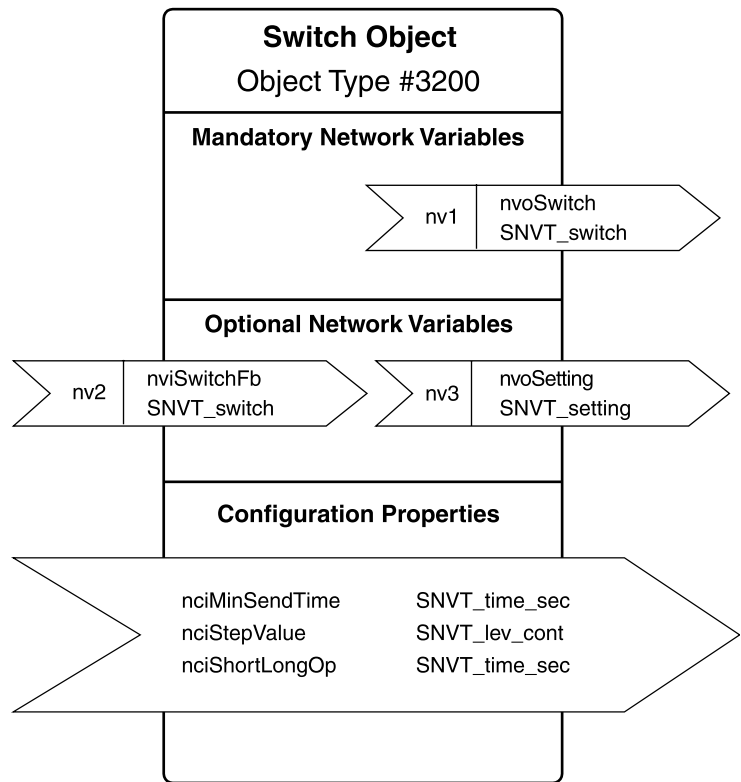 Switch Object
Object Type #3200
Mandatory Network Variables
nv1
nvoSwitch
SNVT_switch
Optional Network Variables
nv2
nviSwitchFb
SNVT_switch
nv3
nvoSetting
SNVT_setting
Configuration Properties
nciMinSendTime SNVT_time_sec
nciStepValue SNVT_lev_cont
nciShortLongOp SNVT_time_sec